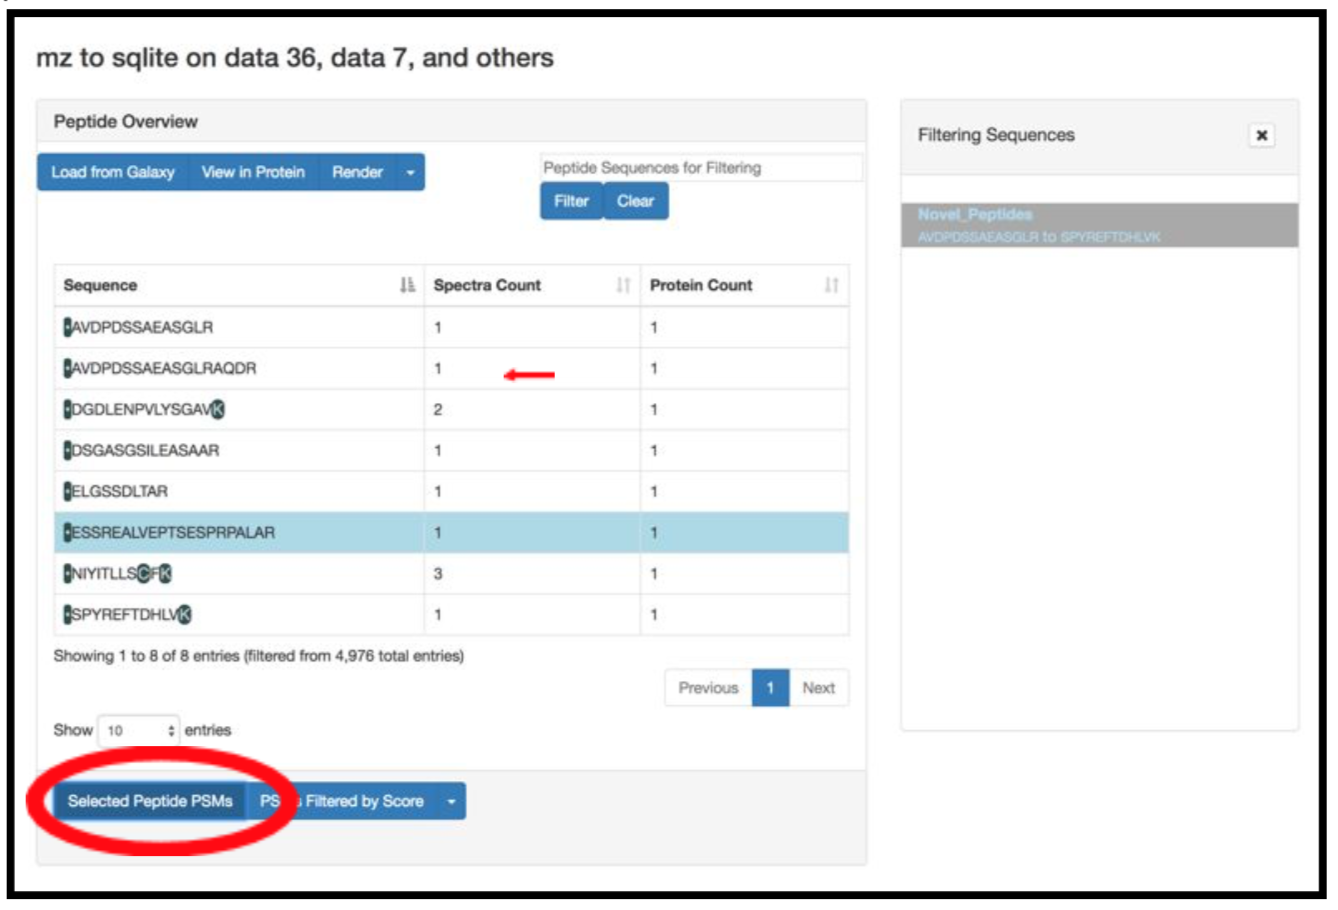 mz to sqlite on data 36, data 7, and others
Peptide Overview
Load from Galaxy View in Protein Render
Peptide Sequences for Filtering
Filter Clear
Sequence Spectra Count Protein Count
AVDPDSSAEASGLR 1 1
AVDPDSSAEASGLRAQDR 1 1
DGDLENPVLYSGAVK 2 1
DSGASGSILEASAAR 1 1
ELGSSDLTAR 1 1
ESSREALVEPTSESPRPALAR 1 1
NIYITLLSCFK 3 1
SPYREFTDHLVK 1 1
Showing 1 to 8 of 8 entries (filtered from 4,976 total entries)
Previous 1 Next
Show 10 entries
Selected Peptide PSMs Filtered by Score
Filtering Sequences
Novel_Peptides
AVDPDSSAEASGLR to SPYREFTDHLVK